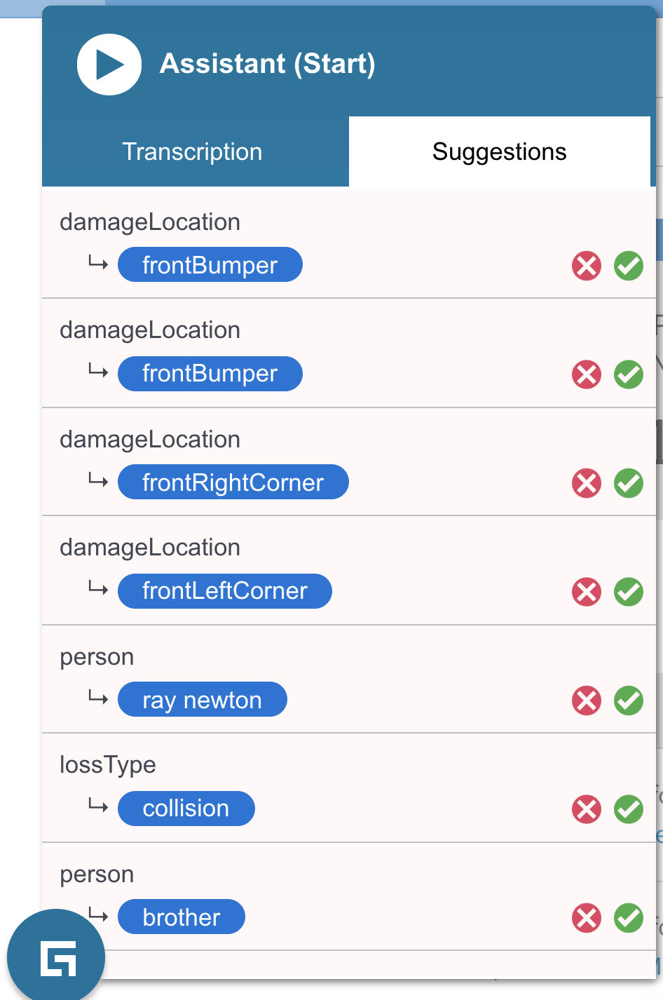 Assistant (Start)
Transcription
Suggestions
damageLocation
frontBumper
damageLocation
frontBumper
damageLocation
frontRightCorner
damageLocation
frontLeftCorner
person
ray newton
lossType
collision
person
brother